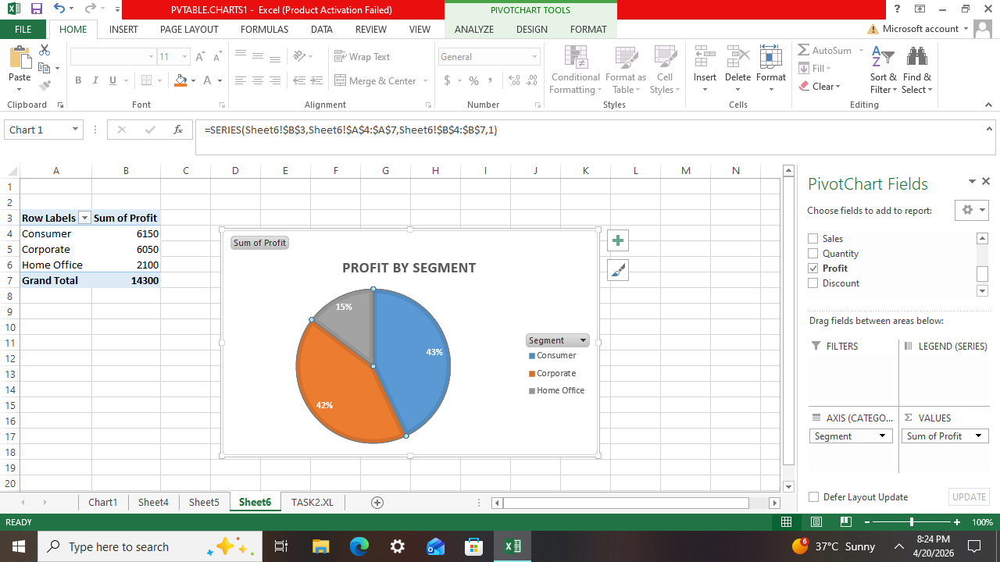 PVTABLE.CHARTS1 - Excel (Product Activation Failed)
PIVOTCHART TOOLS
?
FILE HOME INSERT PAGE LAYOUT FORMULAS DATA REVIEW VIEW ANALYZE DESIGN FORMAT Microsoft account
Paste
11
A A
Wrap Text
General
Conditional Formatting
Format as Table
Cell Styles
Insert
Delete
Format
AutoSum
Fill
Clear
Sort & Filter
Find & Select
B I U A
Merge & Center
$ % ,
Clipboard Font Alignment Number Styles Cells Editing
Chart 1
fx
=SERIES(Sheet6!$B$3,Sheet6!$A$4:$A$7,Sheet6!$B$4:$B$7,1)
A B C D E F G H I J K L M N
1
2
3 Row Labels Sum of Profit
4 Consumer 6150
5 Corporate 6050
6 Home Office 2100
7 Grand Total 14300
8
9
10
11
12
13
14
15
16
17
18
19
20
Sum of Profit
PROFIT BY SEGMENT
15%
43%
42%
Segment
Consumer
Corporate
Home Office
PivotChart Fields
Choose fields to add to report:
Sales
Quantity
Profit
Discount
Drag fields between areas below:
FILTERS
LEGEND (SERIES)
AXIS (CATEGO...
VALUES
Segment
Sum of Profit
Defer Layout Update
UPDATE
Chart1 Sheet4 Sheet5 Sheet6 TASK2.XL
READY
100%
Type here to search
6
37°C Sunny
8:24 PM
4/20/2026